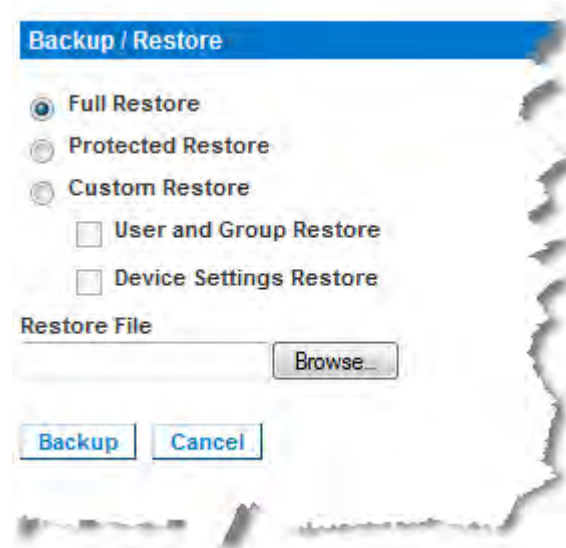 Backup / Restore
Full Restore
Protected Restore
Custom Restore
User and Group Restore
Device Settings Restore
Restore File
Browse...
Backup Cancel